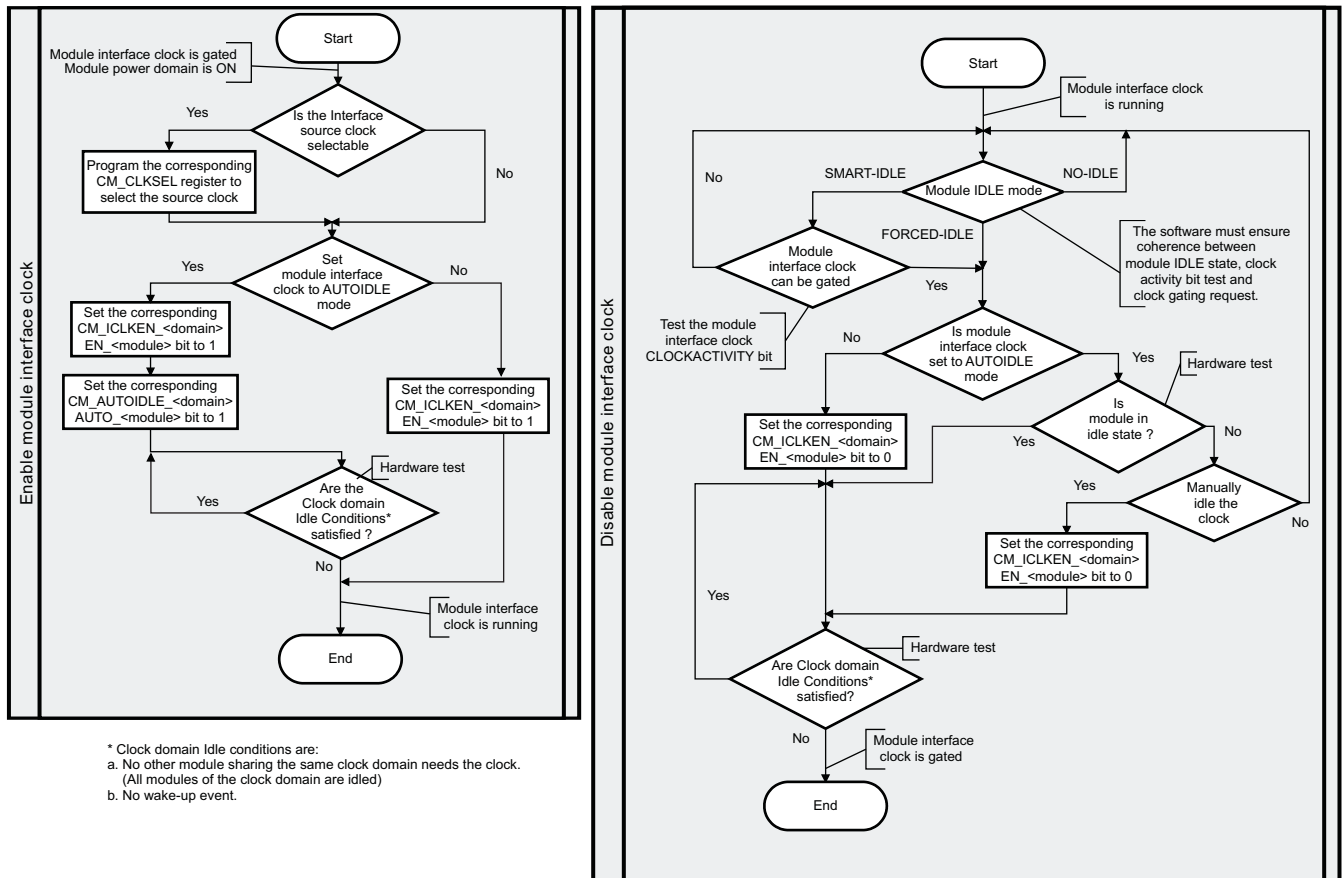 Enable module interface clock
Start
Module interface clock is gated
Module power domain is ON
Is the Interface
source clock
selectable
Yes
No
Program the corresponding
CM_CLKSEL register to
select the source clock
Set
module interface
clock to AUTOIDLE
mode
Yes
No
Set the corresponding
CM_ICLKEN_<domain>
EN_<module> bit to 1
Set the corresponding
CM_AUTOIDLE_<domain>
AUTO_<module> bit to 1
Set the corresponding
CM_ICLKEN_<domain>
EN_<module> bit to 1
Hardware test
Are the
Clock domain
Idle Conditions*
satisfied ?
Yes
No
Module interface
clock is running
End
* Clock domain Idle conditions are:
a. No other module sharing the same clock domain needs the clock.
(All modules of the clock domain are idled)
b. No wake-up event.
Disable module interface clock
Start
Module interface clock
is running
SMART-IDLE
Module IDLE mode
NO-IDLE
No
FORCED-IDLE
The software must ensure
coherence between
module IDLE state, clock
activity bit test and
clock gating request.
Module
interface clock
can be gated
Yes
Test the module
interface clock
CLOCKACTIVITY bit
Is module
interface clock
set to AUTOIDLE
mode
No
Yes
Hardware test
Is
module in
idle state ?
Yes
No
Set the corresponding
CM_ICLKEN_<domain>
EN_<module> bit to 0
Manually
idle the
clock
Yes
No
Set the corresponding
CM_ICLKEN_<domain>
EN_<module> bit to 0
Yes
Hardware test
Are Clock domain
Idle Conditions*
satisfied?
No
Module interface
clock is gated
End